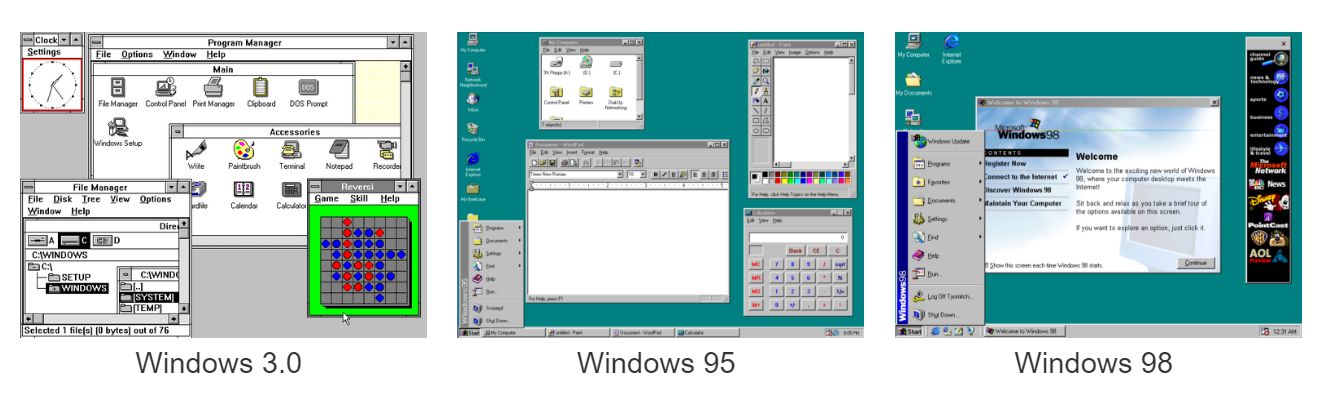 Clock
Settings
Program Manager
File Options Window Help
Main
File Manager Control Panel Print Manager Clipboard DOS Prompt
DOS
Windows Setup
Accessories
Write Paintbrush Terminal Notepad Recorder
Calendar Calculator
File Manager
File Disk Tree View Options
Window Help
A C D
C:\WINDOWS
C:\
SETUP
WINDOWS
[..]
[SYSTEM]
[TEMP]
Selected 1 file(s) (0 bytes) out of 76
Reversi
Game Skill Help
Windows 3.0
My Computer
Network
Neighborhood
Inbox
Recycle Bin
Internet
Explorer
My Briefcase
My Computer
File Edit View Help
3½ Floppy (A:) (D:) (C:)
Control Panel Printers Dial-Up
Networking
7 object(s)
untitled - Paint
File Edit View Image Options Help
For Help, click Help Topics on the Help Menu.
Document - WordPad
File Edit View Insert Format Help
Times New Roman 10
For Help, press F1
Calculator
Edit View Help
0.
Back CE C
MC 7 8 9 / sqrt
MR 4 5 6 * %
MS 1 2 3 - 1/x
M+ 0 +/- . + =
Programs
Documents
Settings
Find
Help
Run...
Suspend
Shut Down...
Start My Computer untitled - Paint Document - WordPad Calculator
Windows 95
My Computer
Internet
Explorer
My Documents
Welcome to Windows 98
Microsoft
Windows98
CONTENTS
Register Now
Connect to the Internet
Discover Windows 98
Maintain Your Computer
Welcome
Welcome to the exciting new world of Windows
98, where your computer desktop meets the
Internet!
Sit back and relax as you take a brief tour of
the options available on this screen.
If you want to explore an option, just click it.
Show this screen each time Windows 98 starts.
Continue
Windows Update
Programs
Favorites
Documents
Settings
Find
Help
Run...
Log Off Tyomitch...
Shut Down...
Windows98
channel
guide
news &
technology
sports
business
entertainment
lifestyle
& travel
The
Microsoft
Network
News
Disney
PointCast
AOL
Preview
Start Welcome to Windows 98 12:31 AM
Windows 98